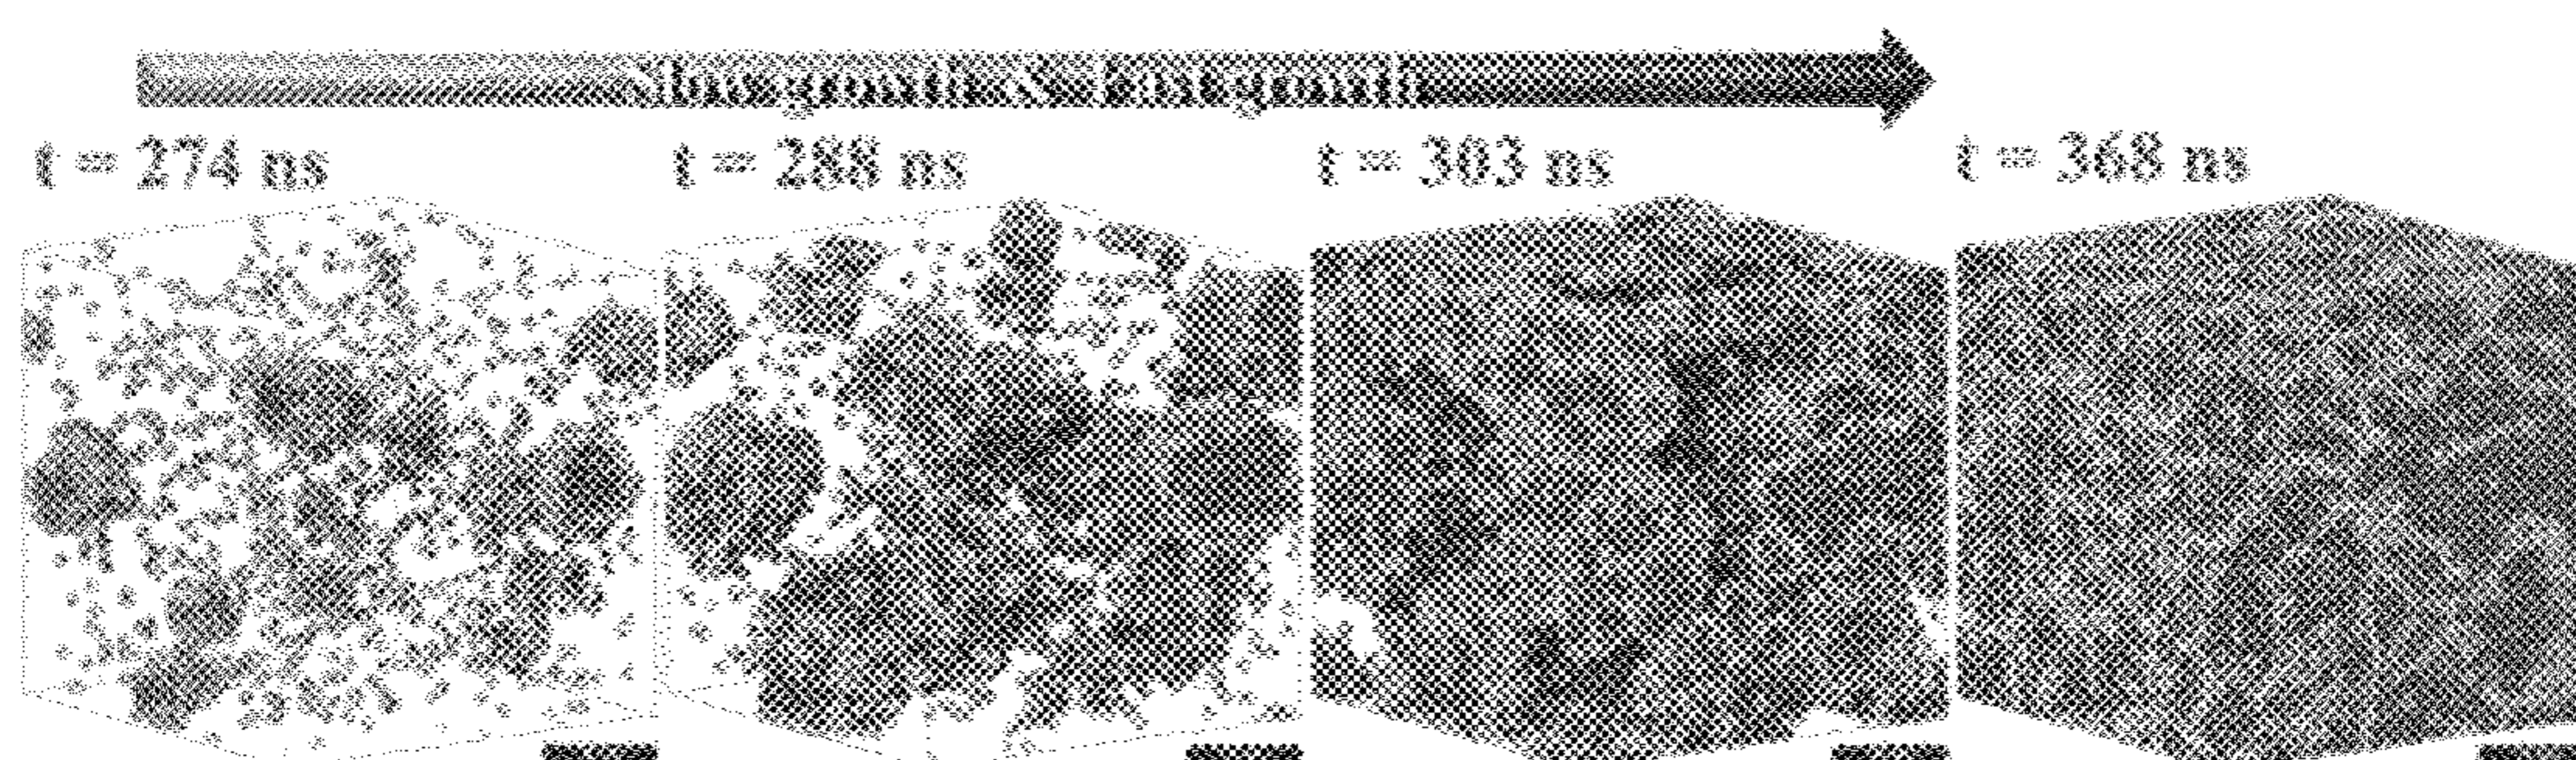 Slow growth & Fast growth
t = 274 ns
t = 288 ns
t = 303 ns
t = 368 ns